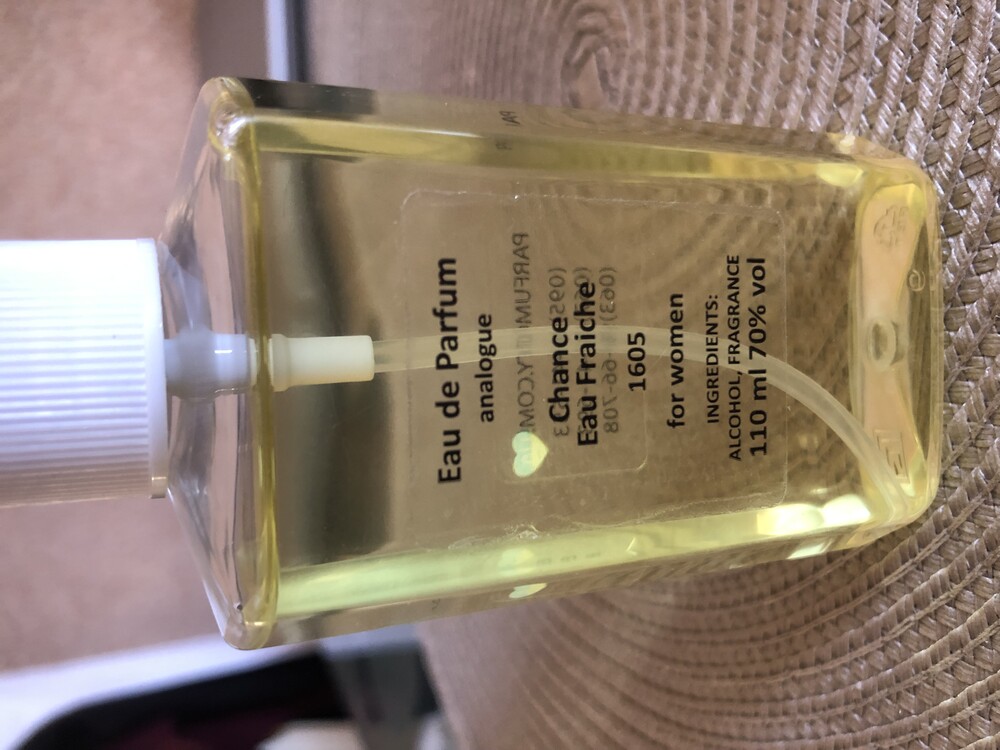 Eau de Parfum
analogue
Chance
Eau Fraiche
1605
for women
INGREDIENTS:
ALCOHOL, FRAGRANCE
110 ml 70% vol